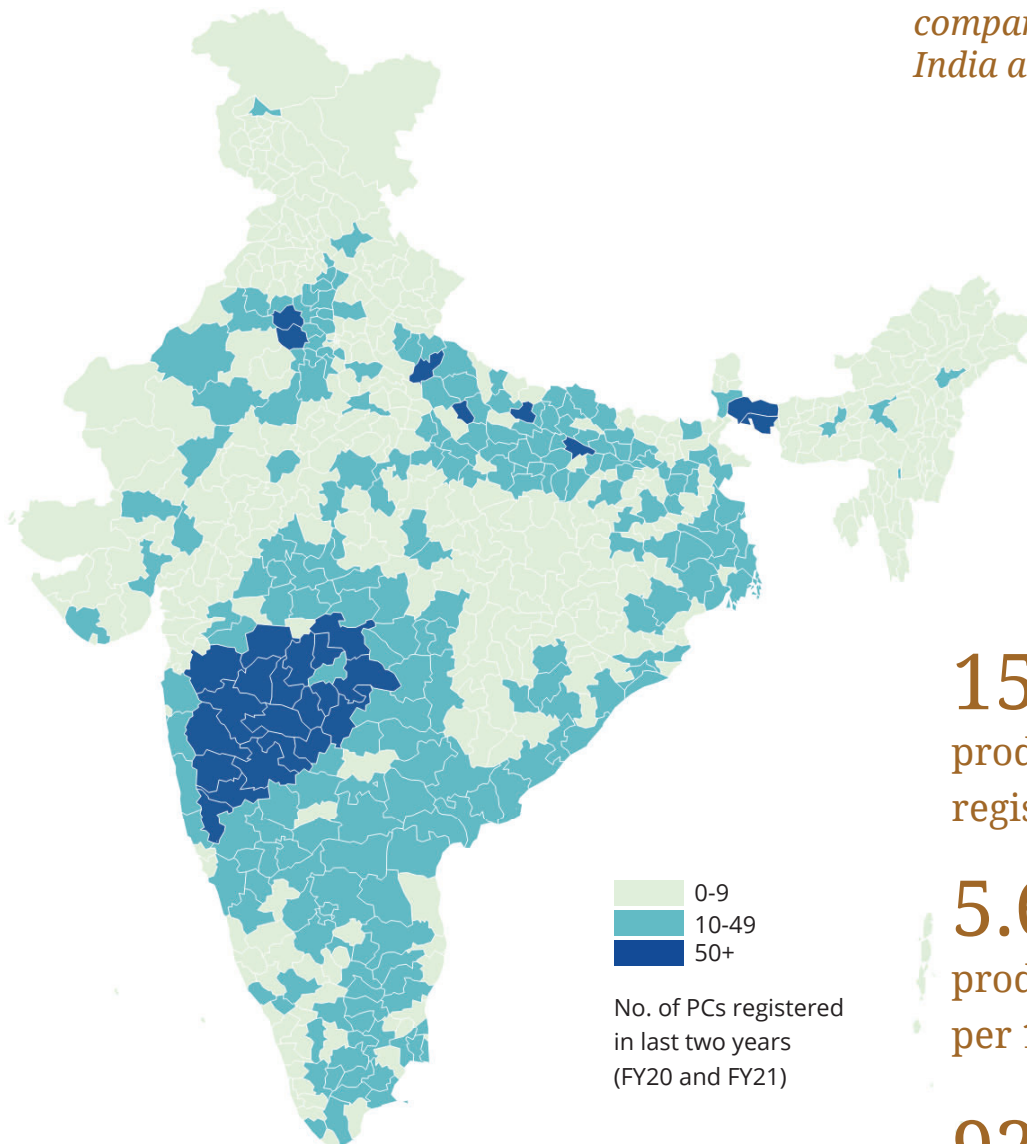 India a
0-9
10-49
50+
No. of PCs registered
in last two years
(FY20 and FY21)
15
prod
regis
5.
prod
per 1